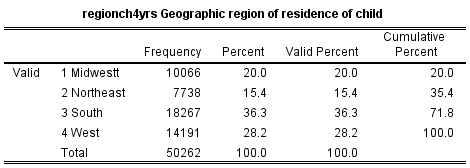 regionch4yrs Geographic region of residence of child
Frequency Percent Valid Percent Cumulative Percent
Valid 1 Midwestt 10066 20.0 20.0 20.0
2 Northeast 7738 15.4 15.4 35.4
3 South 18267 36.3 36.3 71.8
4 West 14191 28.2 28.2 100.0
Total 50262 100.0 100.0